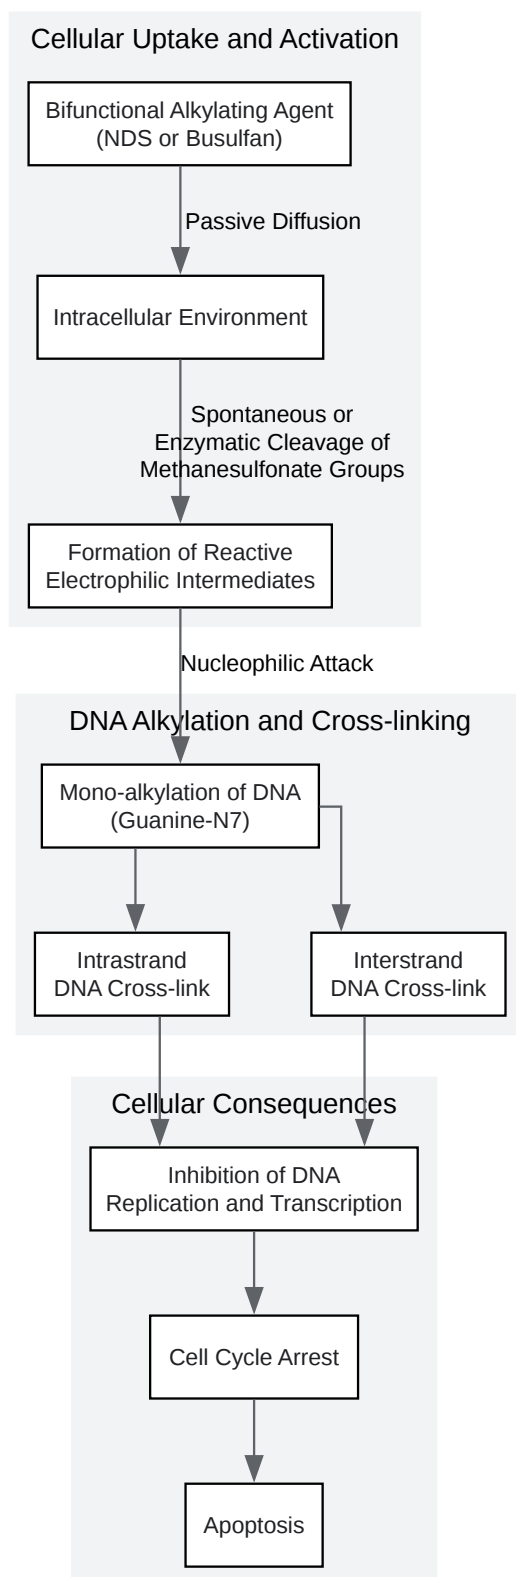 Cellular Uptake and Activation
Bifunctional Alkylating Agent
(NDS or Busulfan)
Passive Diffusion
Intracellular Environment
Spontaneous or
Enzymatic Cleavage of
Methanesulfonate Groups
Formation of Reactive
Electrophilic Intermediates
Nucleophilic Attack
DNA Alkylation and Cross-linking
Mono-alkylation of DNA
(Guanine-N7)
Intrastrand
DNA Cross-link
Interstrand
DNA Cross-link
Cellular Consequences
Inhibition of DNA
Replication and Transcription
Cell Cycle Arrest
Apoptosis